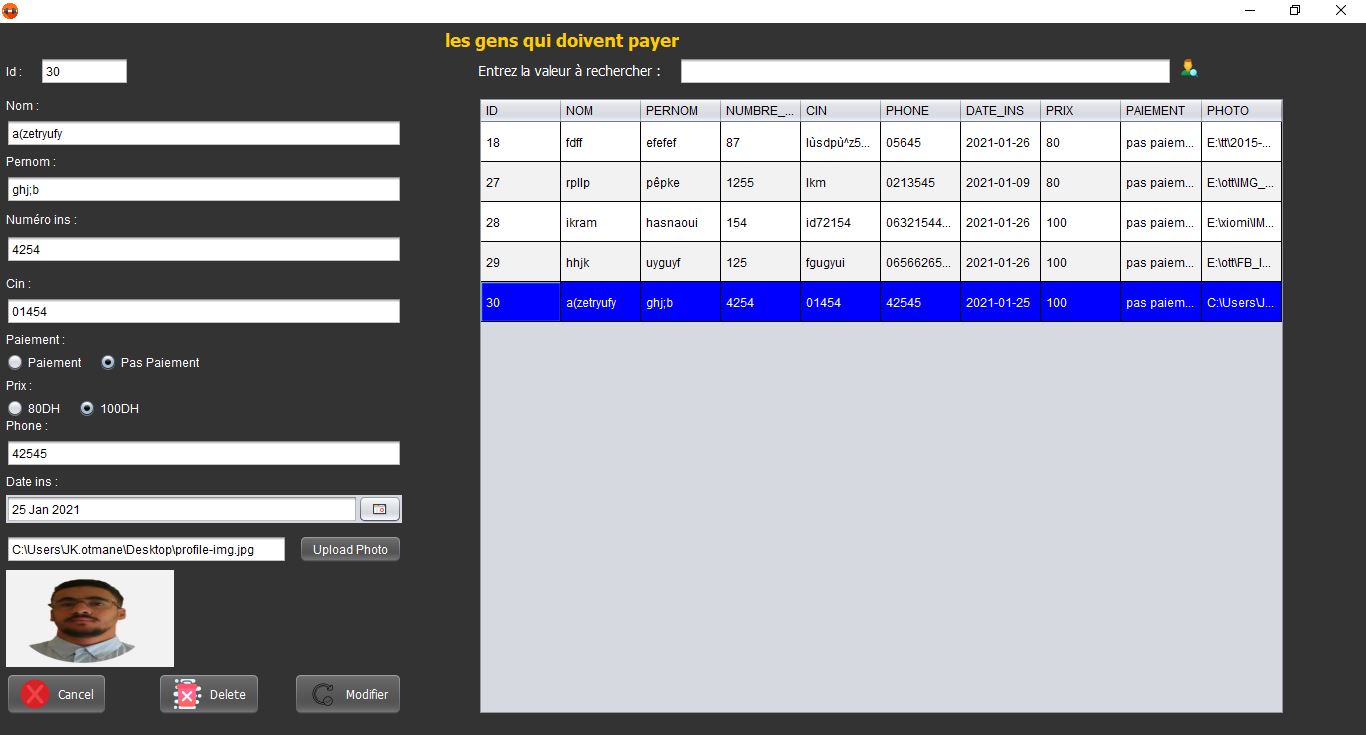 les gens qui doivent payer
Id : 30
Entrez la valeur à rechercher :
Nom :
a(zetryufy
Pernom :
ghj;b
Numéro ins :
4254
Cin :
01454
Paiement :
Paiement Pas Paiement
Prix :
80DH 100DH
Phone :
42545
Date ins :
25 Jan 2021
C:\Users\JK.otmane\Desktop\profile-img.jpg Upload Photo
Cancel Delete Modifier
ID NOM PERNOM NUMBRE_... CIN PHONE DATE_INS PRIX PAIEMENT PHOTO
18 fdff efefef 87 lùsdpù^z5... 05645 2021-01-26 80 pas paiem... E:\tt\2015-...
27 rpllp pêpke 1255 lkm 0213545 2021-01-09 80 pas paiem... E:\ott\IMG_...
28 ikram hasnaoui 154 id72154 06321544... 2021-01-26 100 pas paiem... E:\xiomi\IM...
29 hhjk uyguyf 125 fgugyui 06566265... 2021-01-26 100 pas paiem... E:\ott\FB_I...
30 a(zetryufy ghj;b 4254 01454 42545 2021-01-25 100 pas paiem... C:\Users\J...